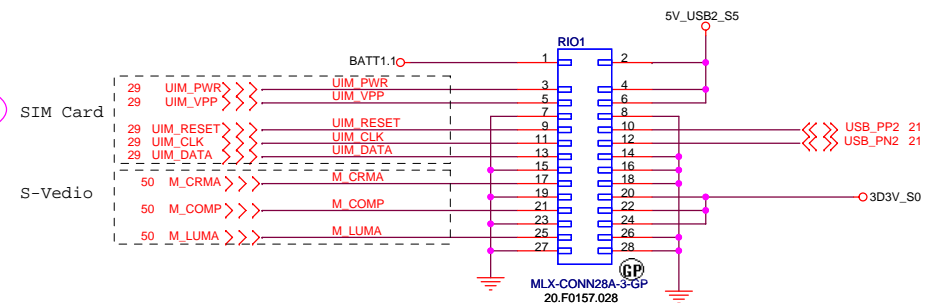 5V_USB2_S5
RIO1
BATT1.1
1 2
SIM Card
29 UIM_PWR UIM_PWR 3 4
29 UIM_VPP UIM_VPP 5 6
7 8
29 UIM_RESET UIM_RESET 9 10 USB_PP2 21
29 UIM_CLK UIM_CLK 11 12 USB_PN2 21
29 UIM_DATA UIM_DATA 13 14
15 16
S-Vedio
50 M_CRMA M_CRMA 17 18
19 20 3D3V_S0
50 M_COMP M_COMP 21 22
23 24
50 M_LUMA M_LUMA 25 26
27 28
GP
MLX-CONN28A-3-GP
20.F0157.028